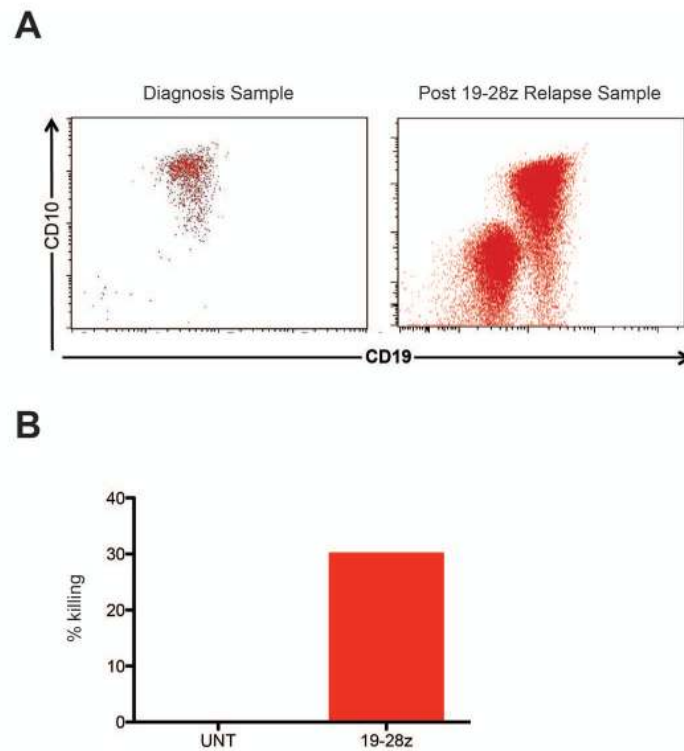 A
Diagnosis Sample
Post 19-28z Relapse Sample
CD10
CD19
B
% killing
40
30
20
10
0
UNT
19-28z